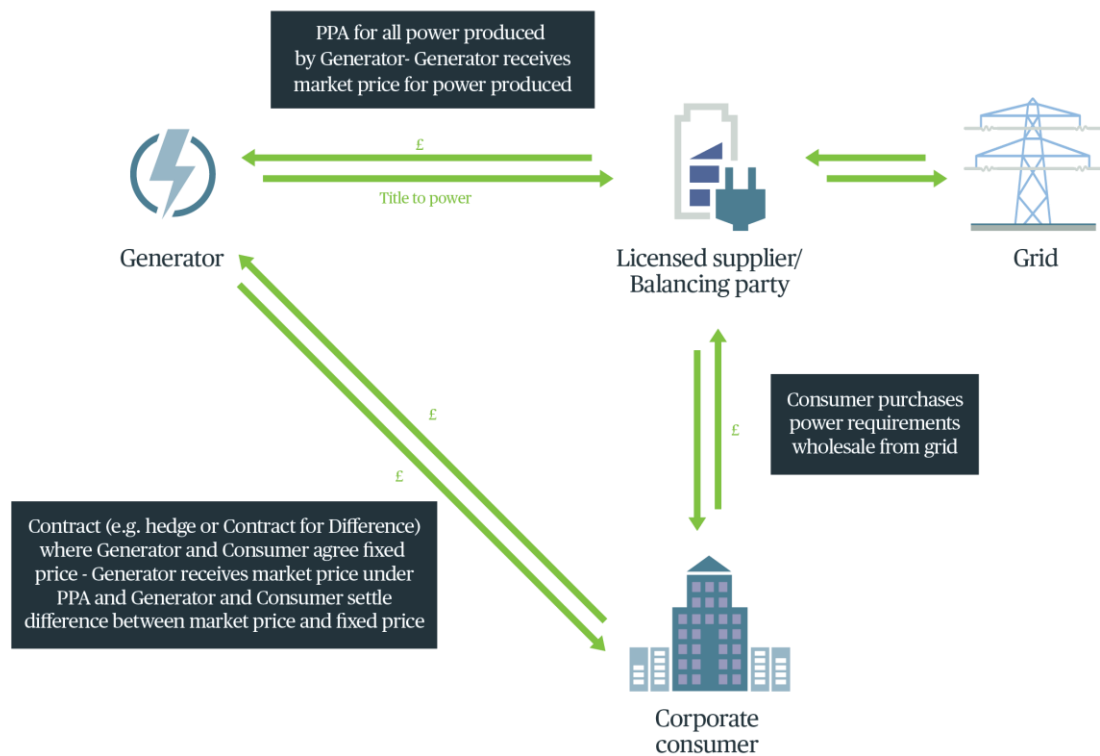 PPA for all power produced
by Generator- Generator receives
market price for power produced
£
Title to power
Generator
Licensed supplier/
Balancing party
Grid
£
£
£
Consumer purchases
power requirements
wholesale from grid
Contract (e.g. hedge or Contract for Difference)
where Generator and Consumer agree fixed
price - Generator receives market price under
PPA and Generator and Consumer settle
difference between market price and fixed price
Corporate
consumer